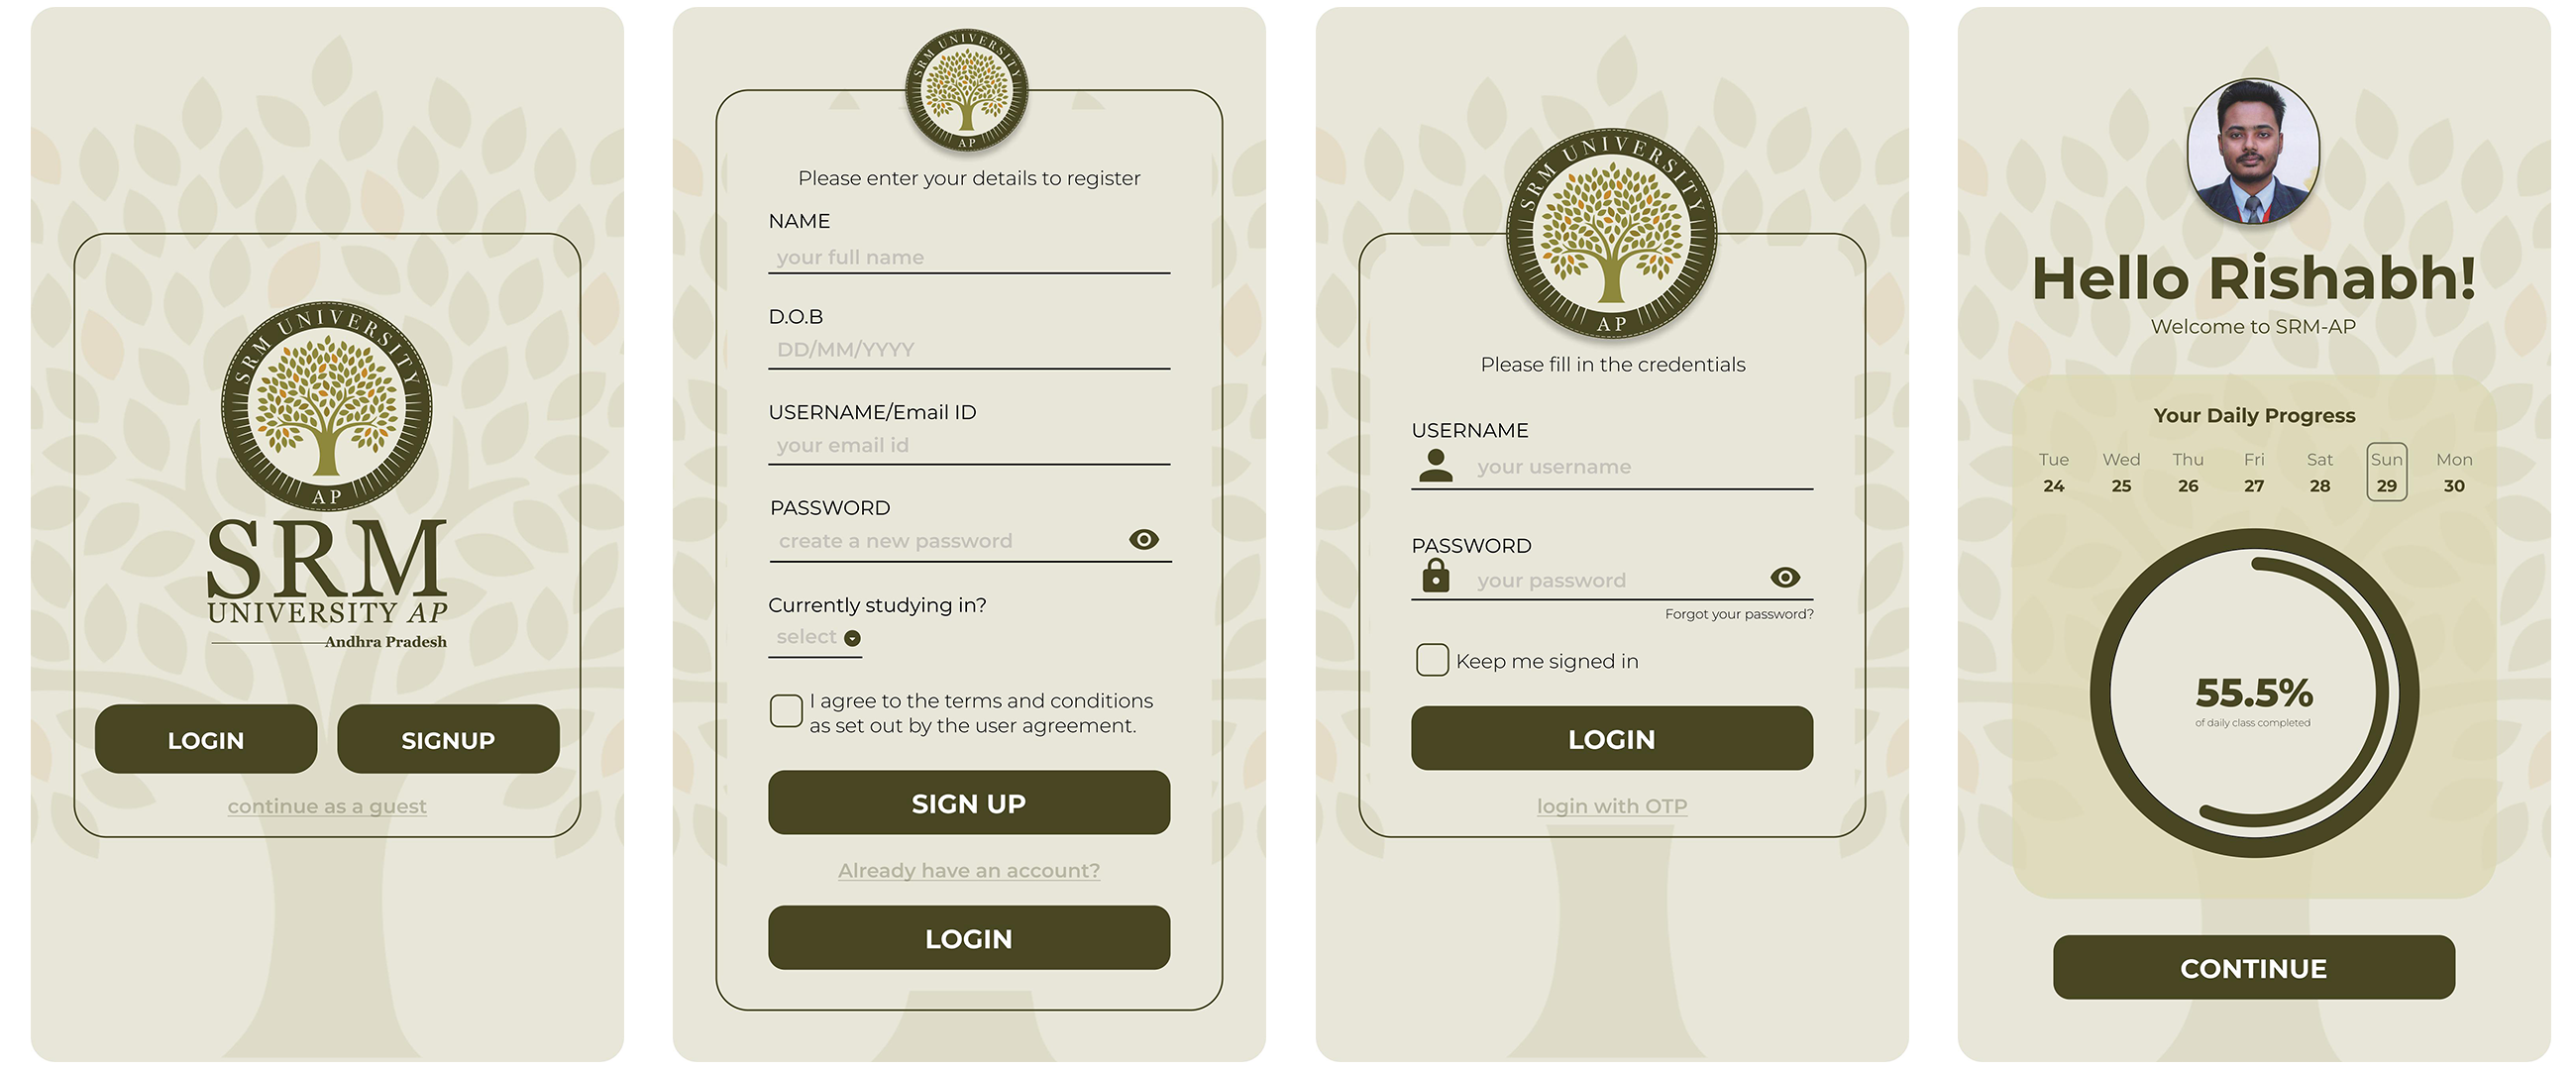 SRM UNIVERSITY
AP
SRM
UNIVERSITY AP
Andhra Pradesh
LOGIN
SIGNUP
continue as a guest
SRM UNIVERSITY
AP
Please enter your details to register
NAME
your full name
D.O.B
DD/MM/YYYY
USERNAME/Email ID
your email id
PASSWORD
create a new password
Currently studying in?
select
I agree to the terms and conditions
as set out by the user agreement.
SIGN UP
Already have an account?
LOGIN
SRM UNIVERSITY
AP
Please fill in the credentials
USERNAME
your username
PASSWORD
your password
Forgot your password?
Keep me signed in
LOGIN
login with OTP
Hello Rishabh!
Welcome to SRM-AP
Your Daily Progress
Tue Wed Thu Fri Sat Sun Mon
24 25 26 27 28 29 30
55.5%
of daily class completed
CONTINUE